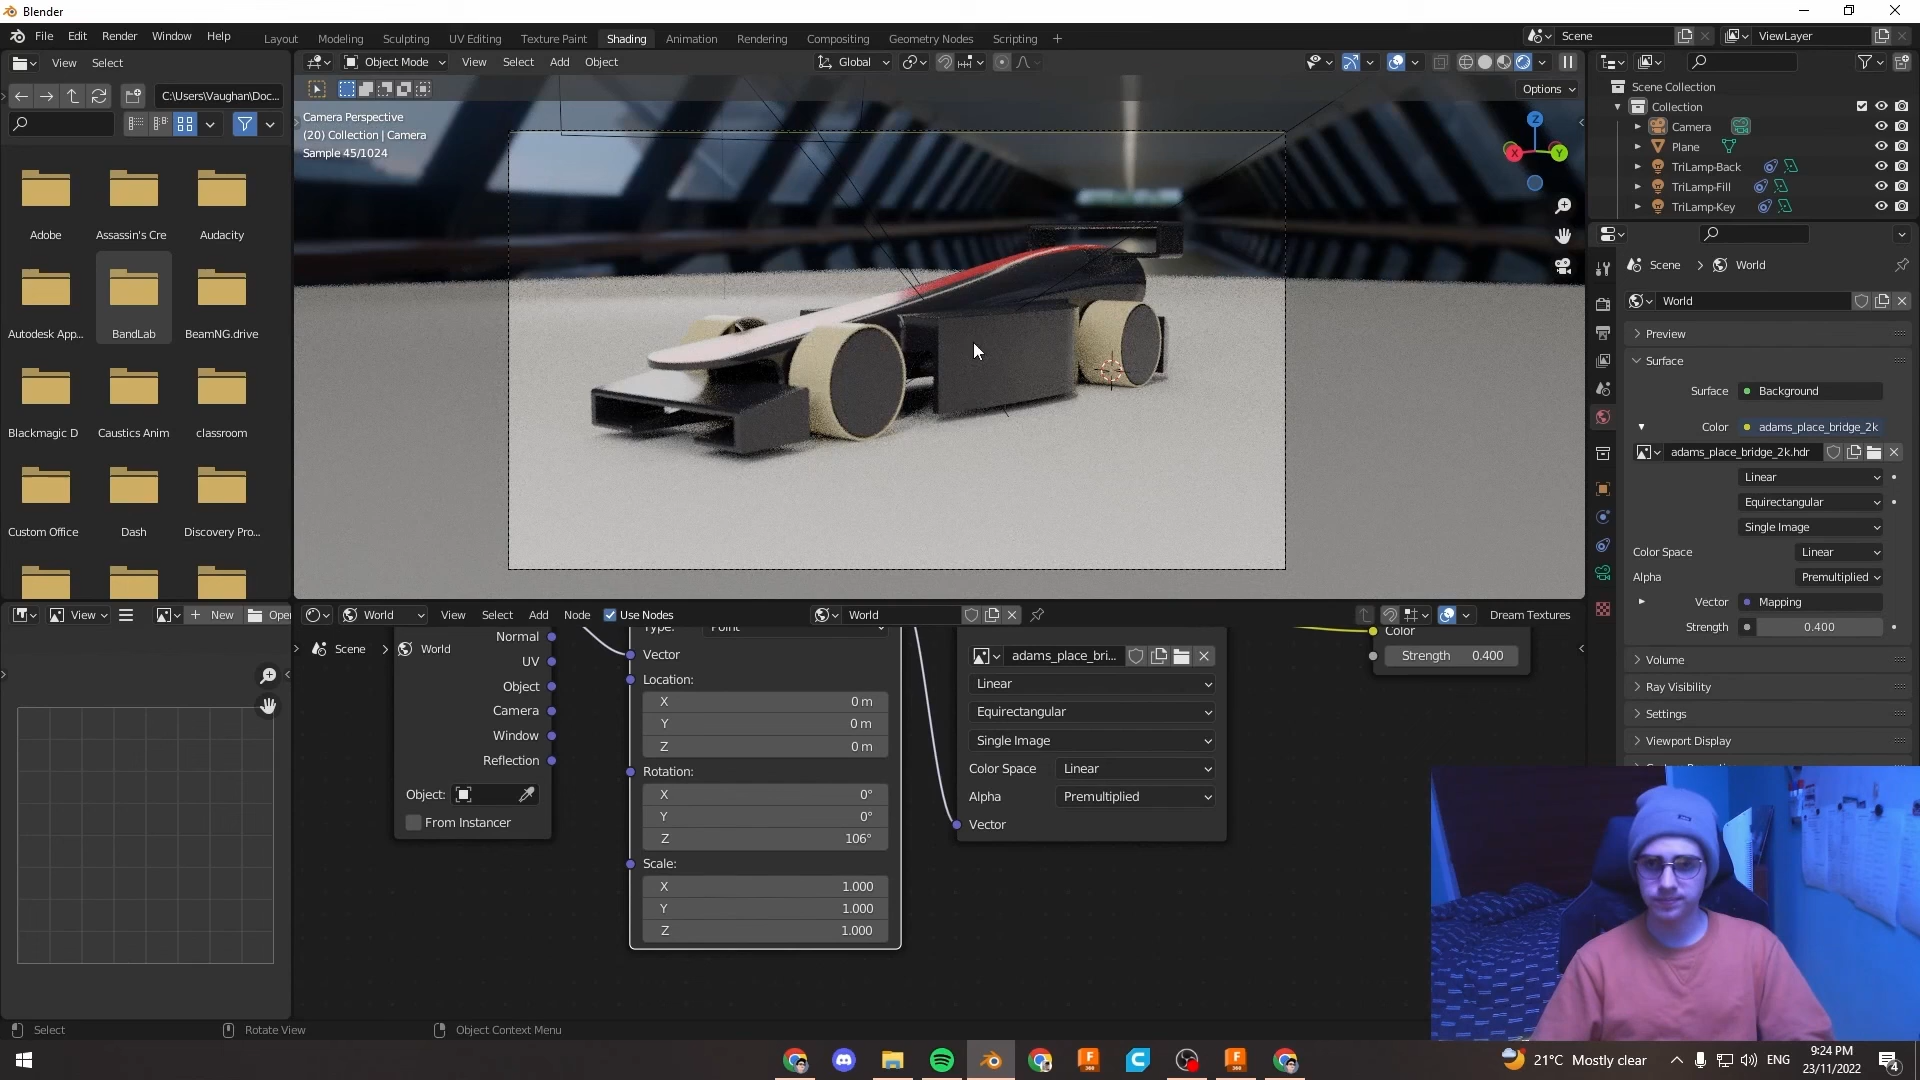 Blender
File Edit Render Window Help
Layout Modeling Sculpting UV Editing Texture Paint Shading Animation Rendering Compositing Geometry Nodes Scripting +
Scene
ViewLayer
View Select
C:\Users\Vaughan\Doc...
Adobe Assassin's Cre Audacity
Autodesk App... BandLab BeamNG.drive
Blackmagic D Caustics Anim classroom
Custom Office Dash Discovery Pro...
Object Mode View Select Add Object
Global
Options
Camera Perspective
(20) Collection | Camera
Sample 45/1024
Z
X
Y
Scene Collection
Collection
Camera
Plane
TriLamp-Back
TriLamp-Fill
TriLamp-Key
Scene > World
World
Preview
Surface
Surface Background
Color adams_place_bridge_2k
adams_place_bridge_2k.hdr
Linear
Equirectangular
Single Image
Color Space Linear
Alpha Premultiplied
Vector Mapping
Strength 0.400
Volume
Ray Visibility
Settings
Viewport Display
View
+ New
Open
World View Select Add Node Use Nodes
World
Dream Textures
Scene > World
Normal
UV
Object
Camera
Window
Reflection
Object:
From Instancer
Type: Point
Vector
Location:
X 0 m
Y 0 m
Z 0 m
Rotation:
X 0°
Y 0°
Z 106°
Scale:
X 1.000
Y 1.000
Z 1.000
adams_place_bri...
Linear
Equirectangular
Single Image
Color Space Linear
Alpha Premultiplied
Vector
Color
Strength 0.400
Select
Rotate View
Object Context Menu
21°C Mostly clear
ENG
9:24 PM
23/11/2022
4